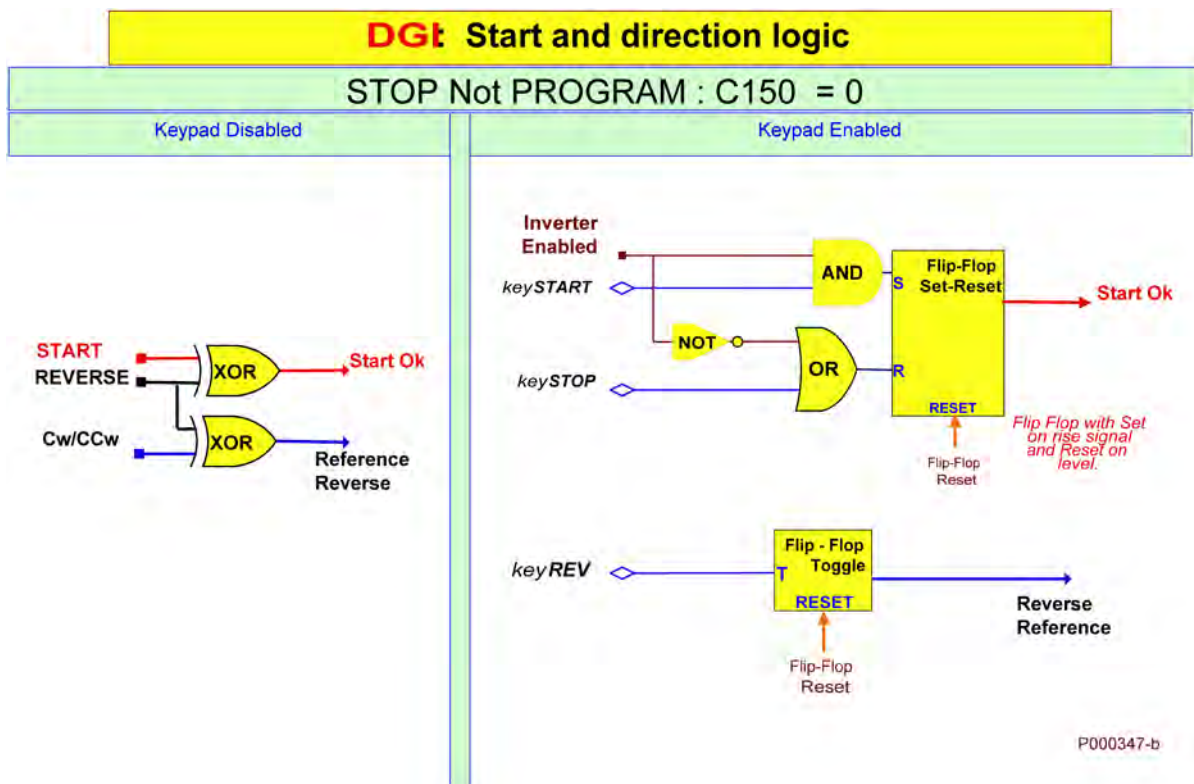 DGI: Start and direction logic
STOP Not PROGRAM : C150 = 0
Keypad Disabled
Keypad Enabled
START
REVERSE
XOR
Start Ok
Cw/CCw
XOR
Reference
Reverse
Inverter
Enabled
keySTART
AND
NOT
keySTOP
OR
S
Flip-Flop
Set-Reset
R
RESET
Start Ok
Flip-Flop
Reset
Flip Flop with Set
on rise signal
and Reset on
level.
keyREV
Flip - Flop
Toggle
T
RESET
Reverse
Reference
Flip-Flop
Reset
P000347-b